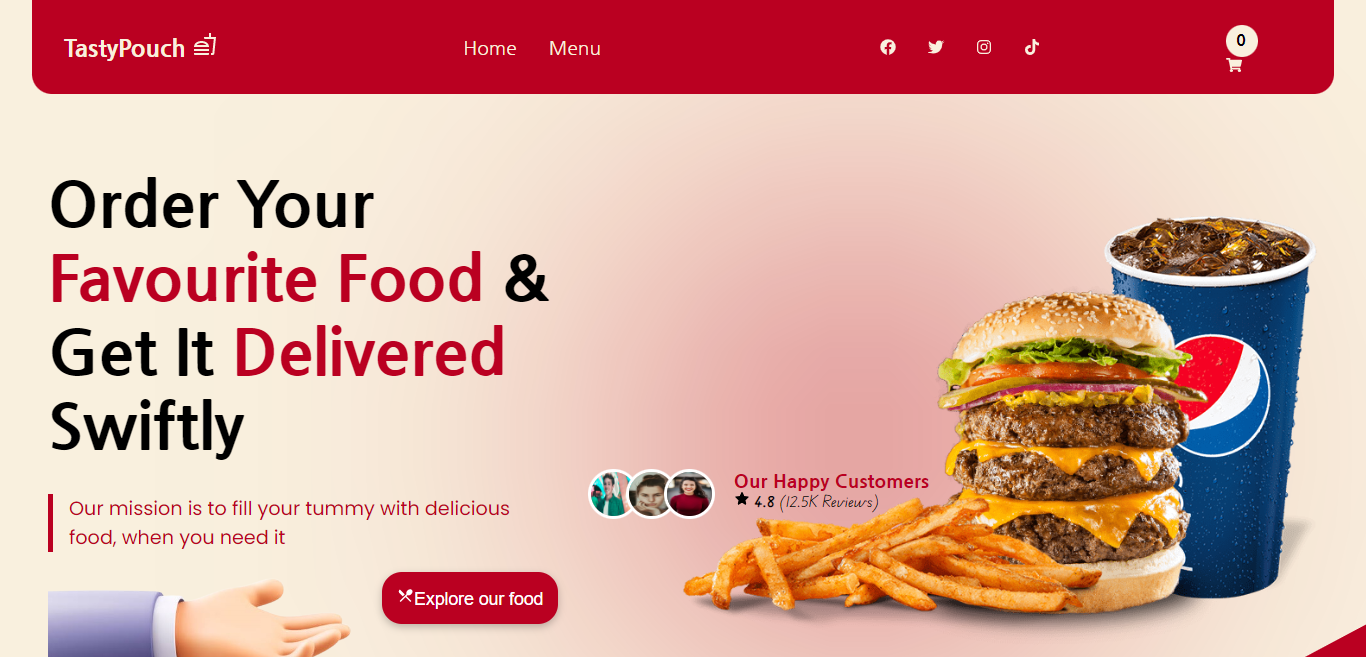 TastyPouch
Home
Menu
0
Order Your
Favourite Food &
Get It Delivered
Swiftly
Our mission is to fill your tummy with delicious
food, when you need it
Our Happy Customers
4.8 (12.5K Reviews)
Explore our food